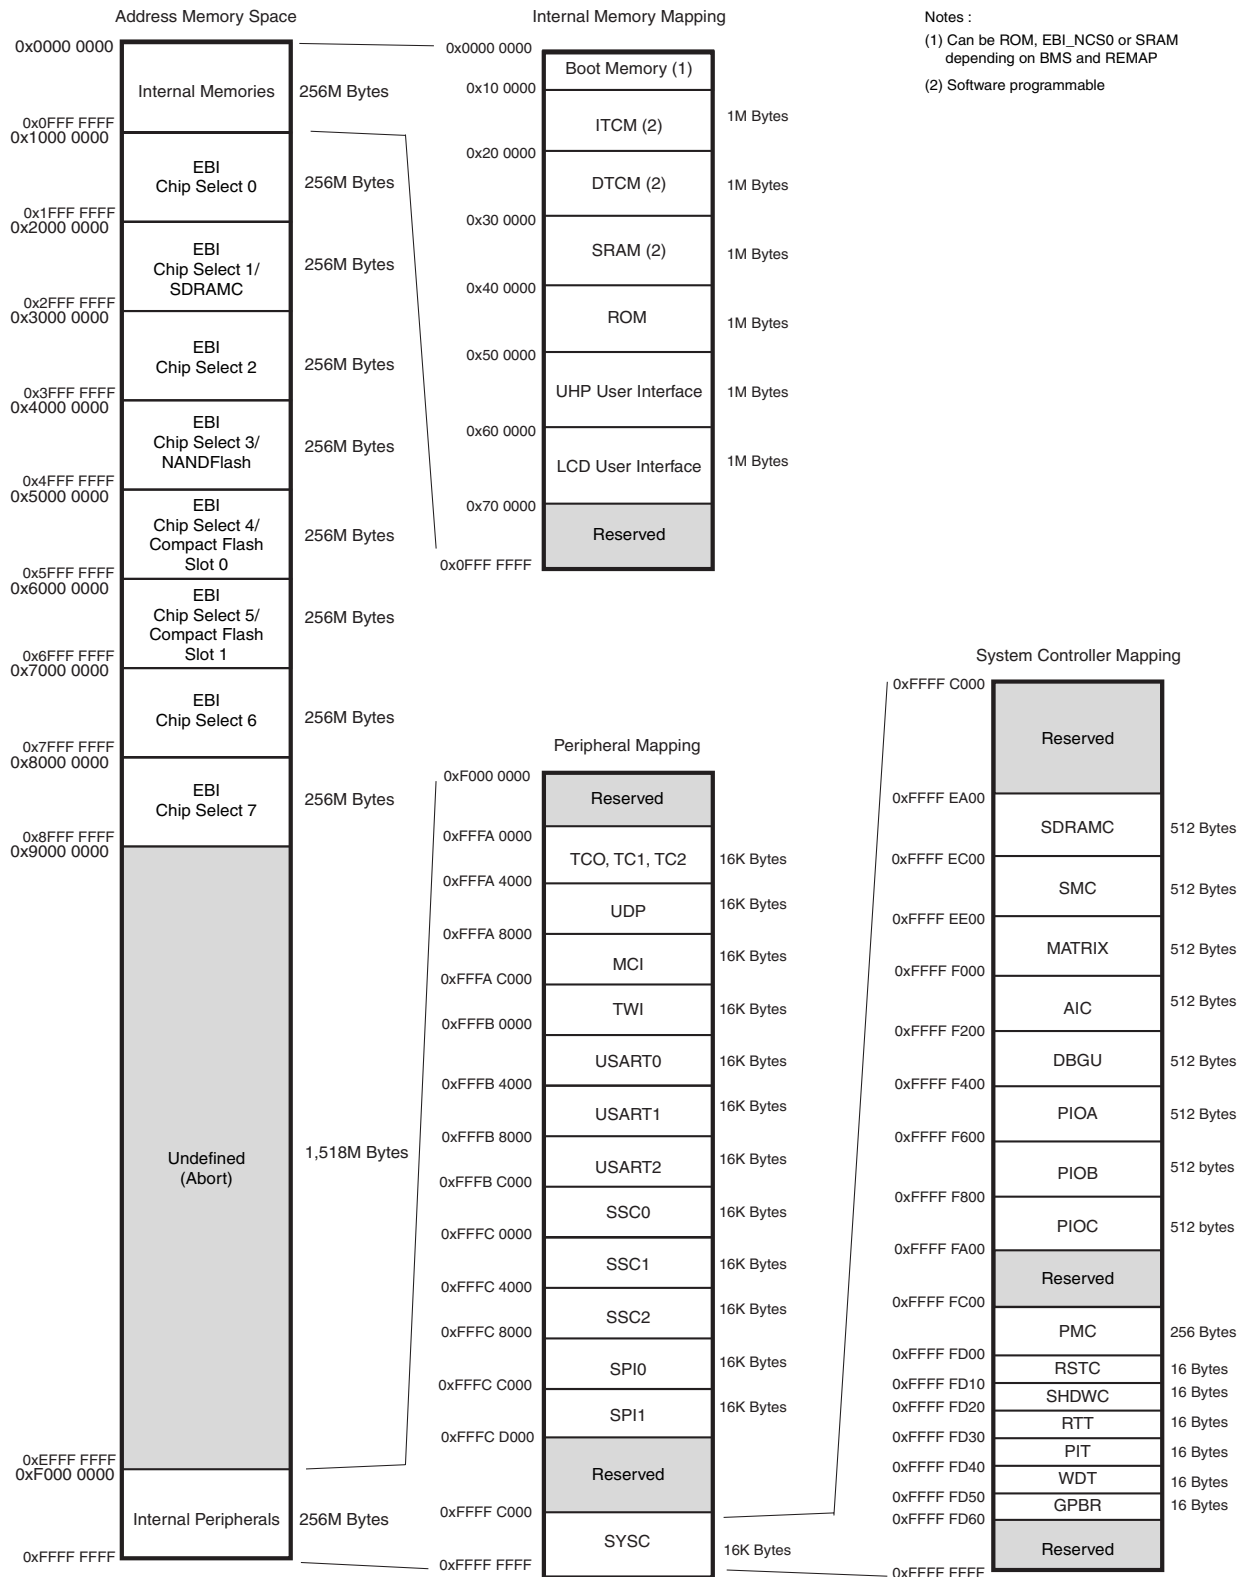 Address Memory Space
0x0000 0000
Internal Memories
256M Bytes
0x0FFF FFFF
0x1000 0000
EBI
Chip Select 0
256M Bytes
0x1FFF FFFF
0x2000 0000
EBI
Chip Select 1/
SDRAMC
256M Bytes
0x2FFF FFFF
0x3000 0000
EBI
Chip Select 2
256M Bytes
0x3FFF FFFF
0x4000 0000
EBI
Chip Select 3/
NANDFlash
256M Bytes
0x4FFF FFFF
0x5000 0000
EBI
Chip Select 4/
Compact Flash
Slot 0
256M Bytes
0x5FFF FFFF
0x6000 0000
EBI
Chip Select 5/
Compact Flash
Slot 1
256M Bytes
0x6FFF FFFF
0x7000 0000
EBI
Chip Select 6
256M Bytes
0x7FFF FFFF
0x8000 0000
EBI
Chip Select 7
256M Bytes
0x8FFF FFFF
0x9000 0000
Undefined
(Abort)
1,518M Bytes
0xEFFF FFFF
0xF000 0000
Internal Peripherals
256M Bytes
0xFFFF FFFF
Internal Memory Mapping
0x0000 0000
Boot Memory (1)
0x10 0000
ITCM (2)
1M Bytes
0x20 0000
DTCM (2)
1M Bytes
0x30 0000
SRAM (2)
1M Bytes
0x40 0000
ROM
1M Bytes
0x50 0000
UHP User Interface
1M Bytes
0x60 0000
LCD User Interface
1M Bytes
0x70 0000
Reserved
0x0FFF FFFF
Notes :
(1) Can be ROM, EBI_NCS0 or SRAM
depending on BMS and REMAP
(2) Software programmable
Peripheral Mapping
0xF000 0000
Reserved
0xFFFA 0000
TCO, TC1, TC2
16K Bytes
0xFFFA 4000
UDP
16K Bytes
0xFFFA 8000
MCI
16K Bytes
0xFFFA C000
TWI
16K Bytes
0xFFFB 0000
USART0
16K Bytes
0xFFFB 4000
USART1
16K Bytes
0xFFFB 8000
USART2
16K Bytes
0xFFFB C000
SSC0
16K Bytes
0xFFFC 0000
SSC1
16K Bytes
0xFFFC 4000
SSC2
16K Bytes
0xFFFC 8000
SPI0
16K Bytes
0xFFFC C000
SPI1
16K Bytes
0xFFFC D000
Reserved
0xFFFF C000
SYSC
16K Bytes
0xFFFF FFFF
System Controller Mapping
0xFFFF C000
Reserved
0xFFFF EA00
SDRAMC
512 Bytes
0xFFFF EC00
SMC
512 Bytes
0xFFFF EE00
MATRIX
512 Bytes
0xFFFF F000
AIC
512 Bytes
0xFFFF F200
DBGU
512 Bytes
0xFFFF F400
PIOA
512 Bytes
0xFFFF F600
PIOB
512 bytes
0xFFFF F800
PIOC
512 bytes
0xFFFF FA00
Reserved
0xFFFF FC00
PMC
256 Bytes
0xFFFF FD00
RSTC
16 Bytes
0xFFFF FD10
SHDWC
16 Bytes
0xFFFF FD20
RTT
16 Bytes
0xFFFF FD30
PIT
16 Bytes
0xFFFF FD40
WDT
16 Bytes
0xFFFF FD50
GPBR
16 Bytes
0xFFFF FD60
Reserved
0xFFFF FFFF